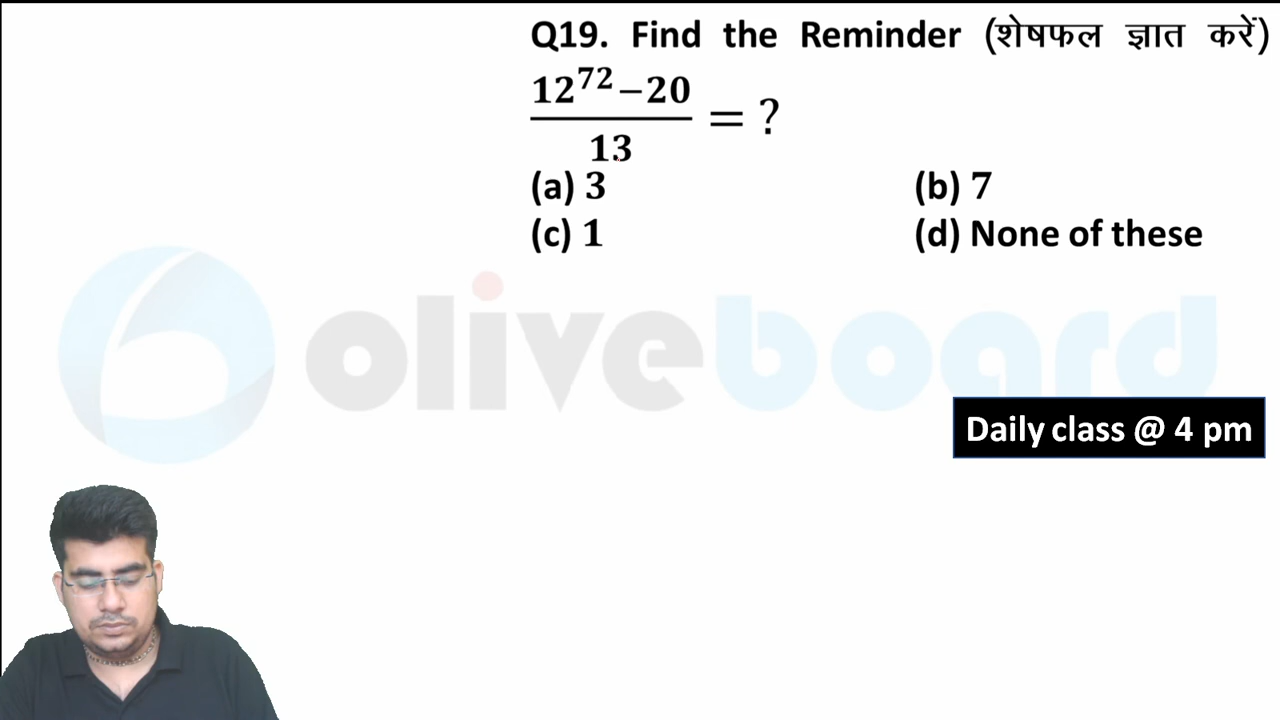 Q19. Find the Reminder (शेषफल ज्ञात करें)
12^72−20
13
= ?
(a) 3
(b) 7
(c) 1
(d) None of these
oliveboard
Daily class @ 4 pm